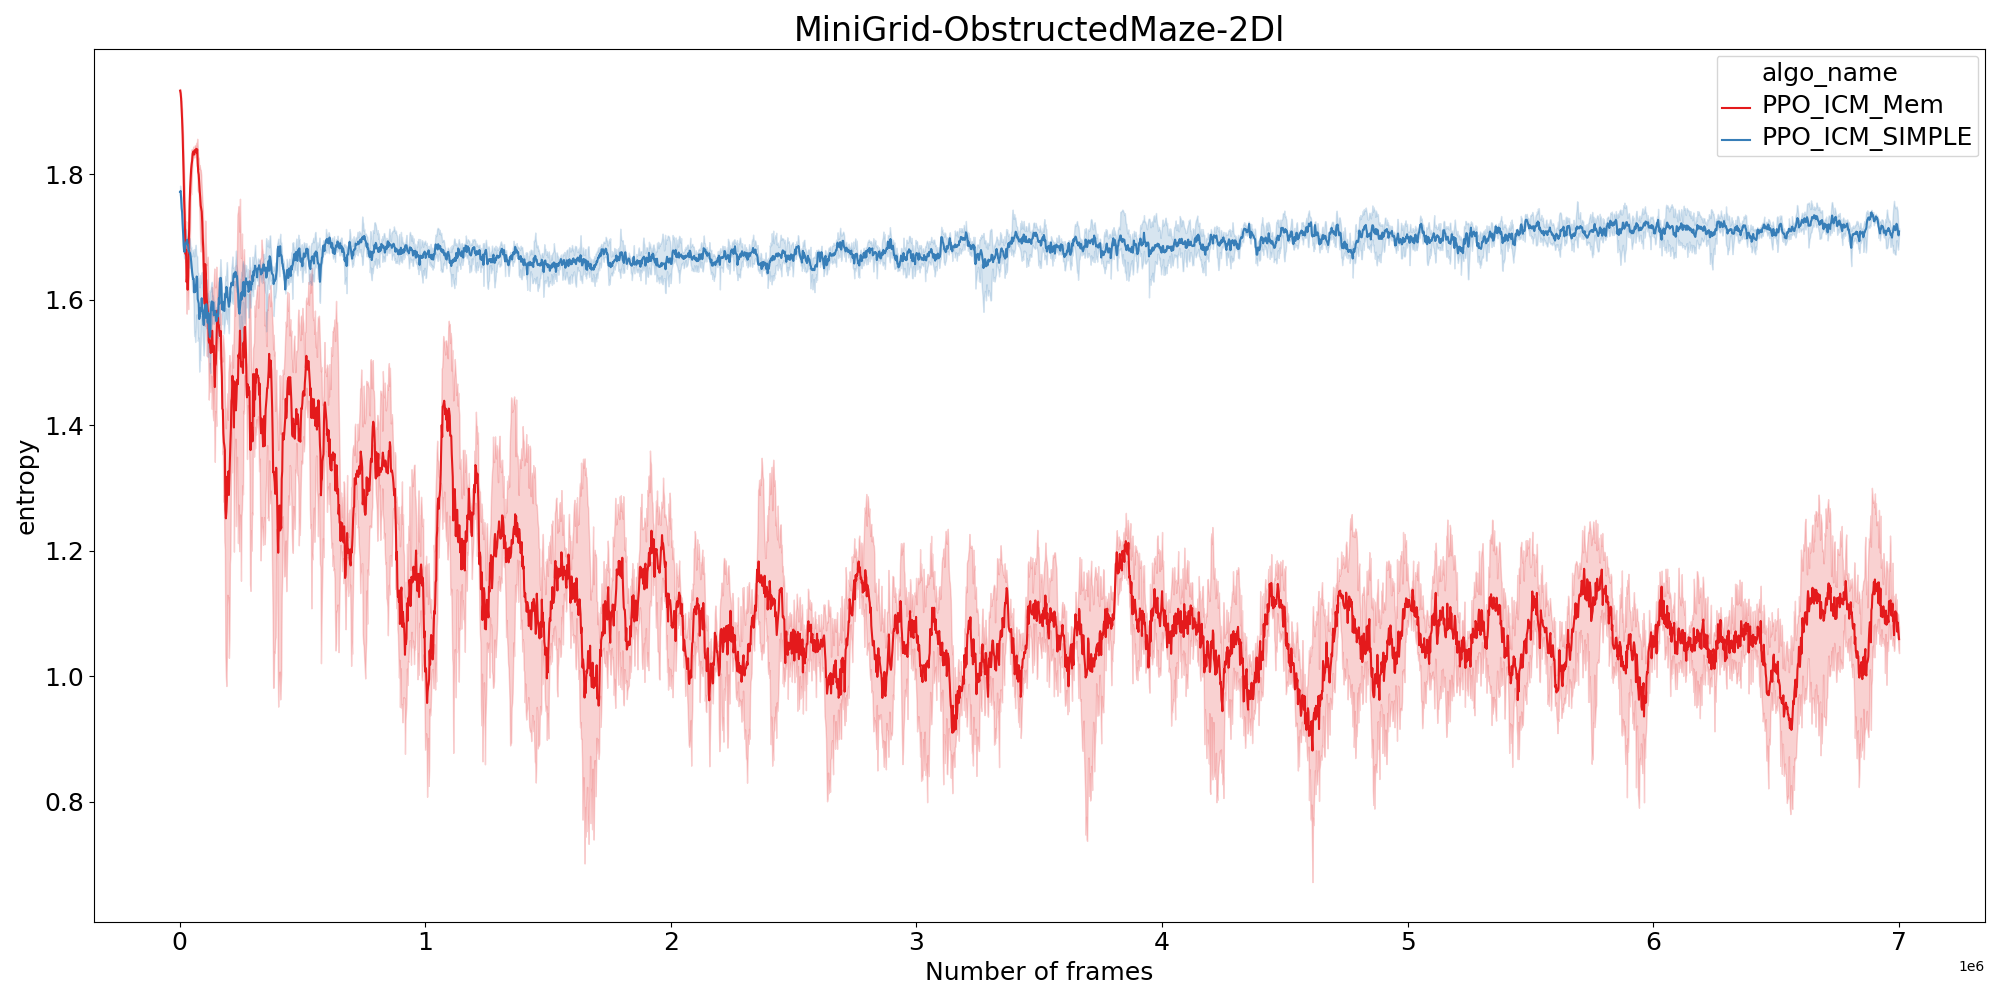 MiniGrid-ObstructedMaze-2Dl
algo_name
PPO_ICM_Mem
PPO_ICM_SIMPLE
entropy
1.8
1.6
1.4
1.2
1.0
0.8
0 1 2 3 4 5 6 7
1e6
Number of frames